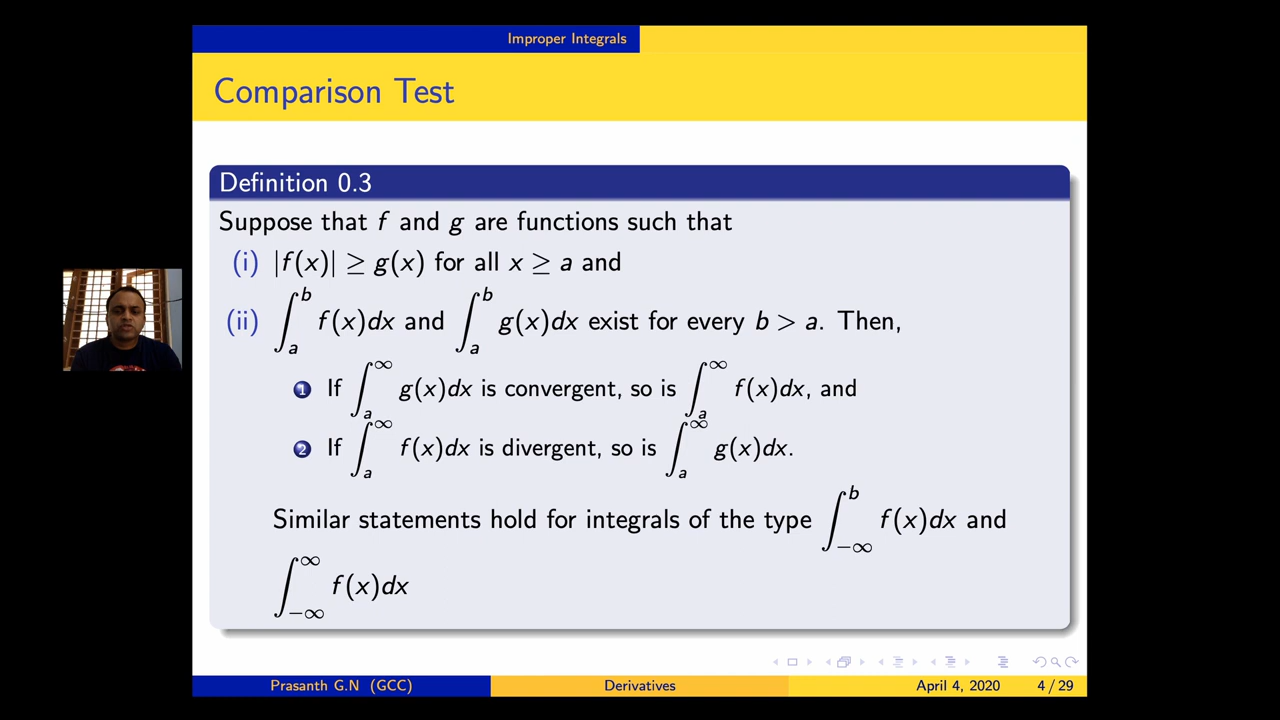 Improper Integrals
Comparison Test
Definition 0.3
Suppose that f and g are functions such that
(i) |f(x)| ≥ g(x) for all x ≥ a and
(ii) ∫_a^b f(x)dx and ∫_a^b g(x)dx exist for every b > a. Then,
1 If ∫_a^∞ g(x)dx is convergent, so is ∫_a^∞ f(x)dx, and
2 If ∫_a^∞ f(x)dx is divergent, so is ∫_a^∞ g(x)dx.
Similar statements hold for integrals of the type ∫_{-∞}^b f(x)dx and
∫_{-∞}^∞ f(x)dx
Prasanth G.N (GCC) Derivatives April 4, 2020 4 / 29